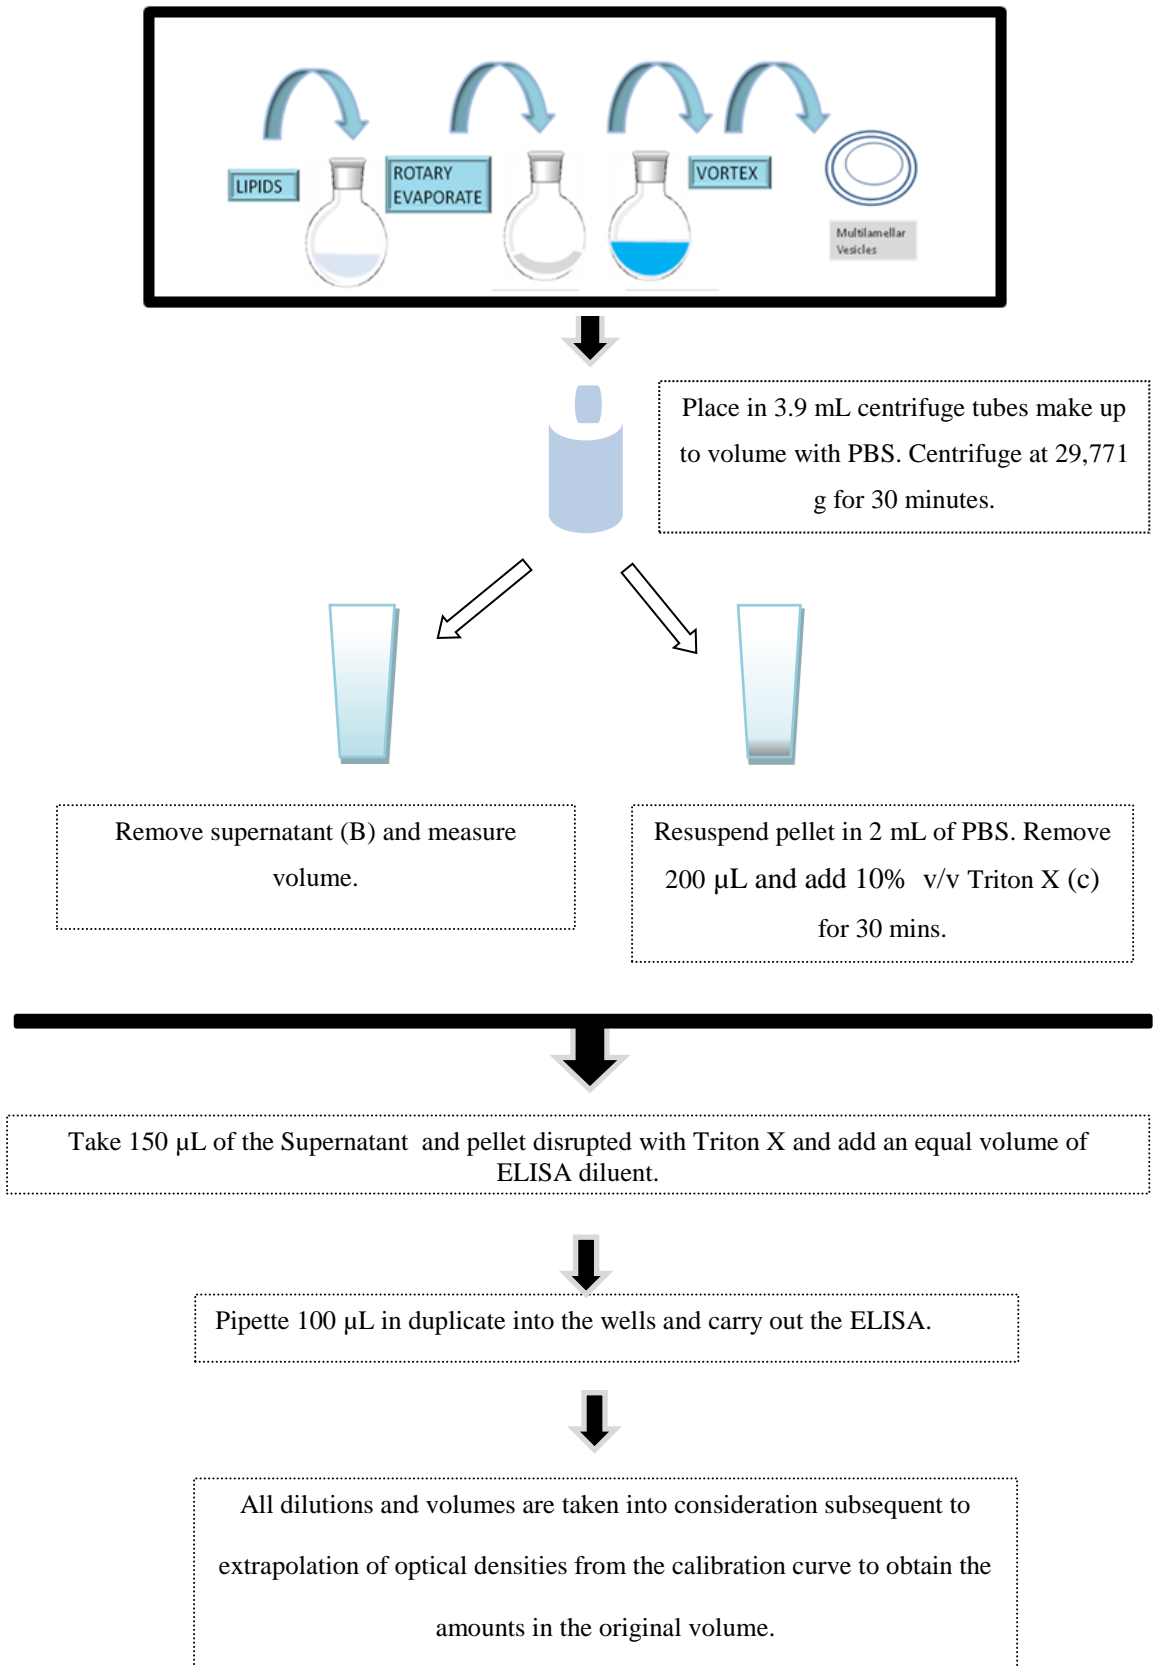 LIPIDS
ROTARY
EVAPORATE
VORTEX
Multilamellar
Vesicles
Place in 3.9 mL centrifuge tubes make up
to volume with PBS. Centrifuge at 29,771
g for 30 minutes.
Remove supernatant (B) and measure
volume.
Resuspend pellet in 2 mL of PBS. Remove
200 µL and add 10% v/v Triton X (c)
for 30 mins.
Take 150 µL of the Supernatant and pellet disrupted with Triton X and add an equal volume of
ELISA diluent.
Pipette 100 µL in duplicate into the wells and carry out the ELISA.
All dilutions and volumes are taken into consideration subsequent to
extrapolation of optical densities from the calibration curve to obtain the
amounts in the original volume.